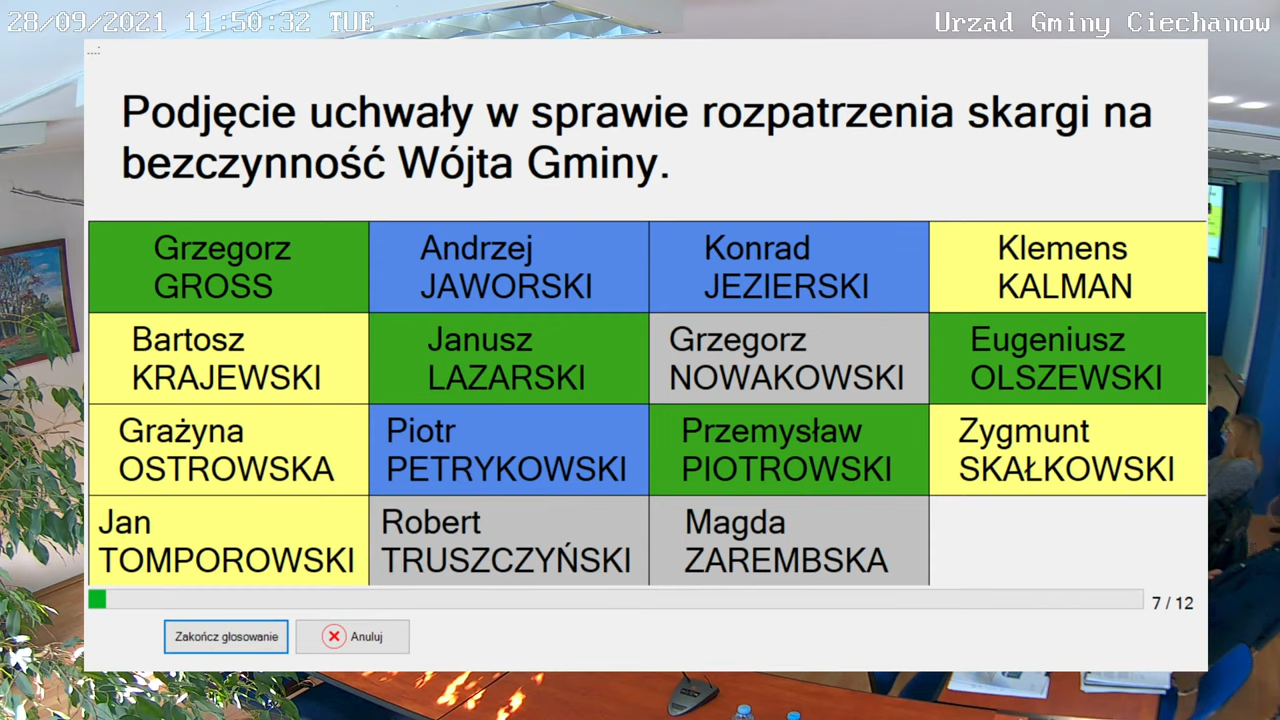 28/09/2021 11:50:32 TUE
Urzad Gminy Ciechanow
Podjęcie uchwały w sprawie rozpatrzenia skargi na
bezczynność Wójta Gminy.
Grzegorz
GROSS
Andrzej
JAWORSKI
Konrad
JEZIERSKI
Klemens
KALMAN
Bartosz
KRAJEWSKI
Janusz
LAZARSKI
Grzegorz
NOWAKOWSKI
Eugeniusz
OLSZEWSKI
Grażyna
OSTROWSKA
Piotr
PETRYKOWSKI
Przemysław
PIOTROWSKI
Zygmunt
SKAŁKOWSKI
Jan
TOMPOROWSKI
Robert
TRUSZCZYŃSKI
Magda
ZAREMBSKA
7 / 12
Zakończ głosowanie
Anuluj